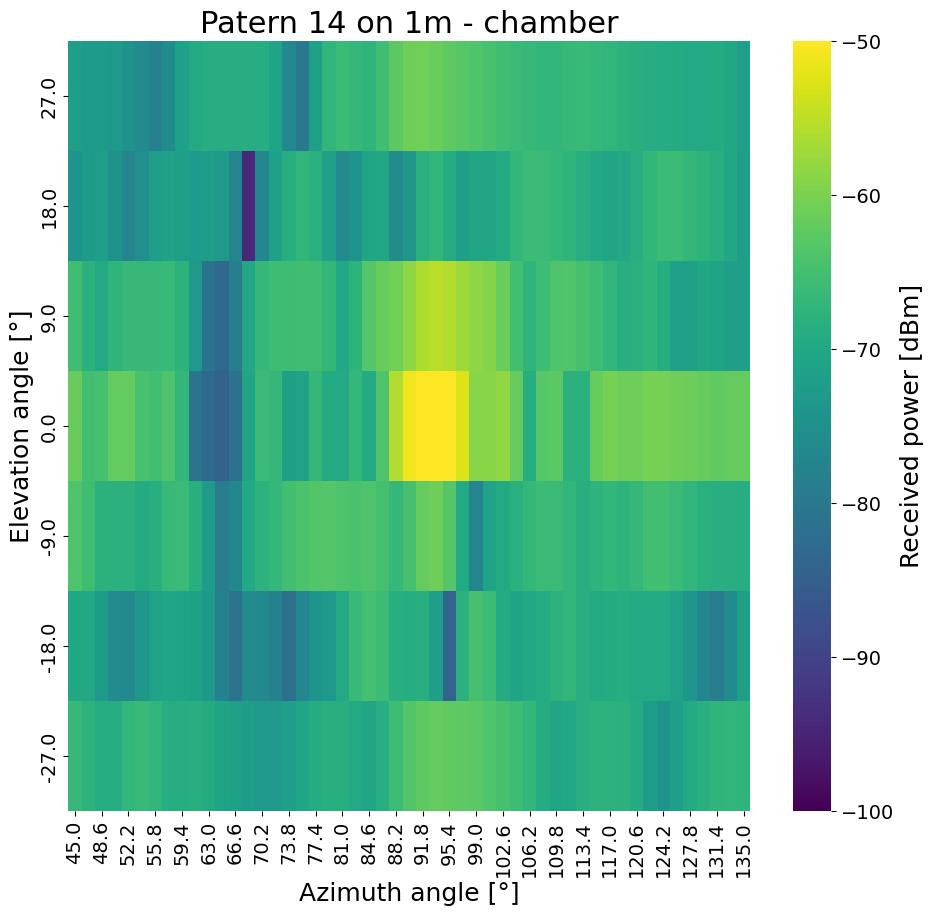 Patern 14 on 1m - chamber
Elevation angle [°]
27.0
18.0
9.0
0.0
-9.0
-18.0
-27.0
45.0 48.6 52.2 55.8 59.4 63.0 66.6 70.2 73.8 77.4 81.0 84.6 88.2 91.8 95.4 99.0 102.6 106.2 109.8 113.4 117.0 120.6 124.2 127.8 131.4 135.0
Azimuth angle [°]
−50
−60
−70
−80
−90
−100
Received power [dBm]